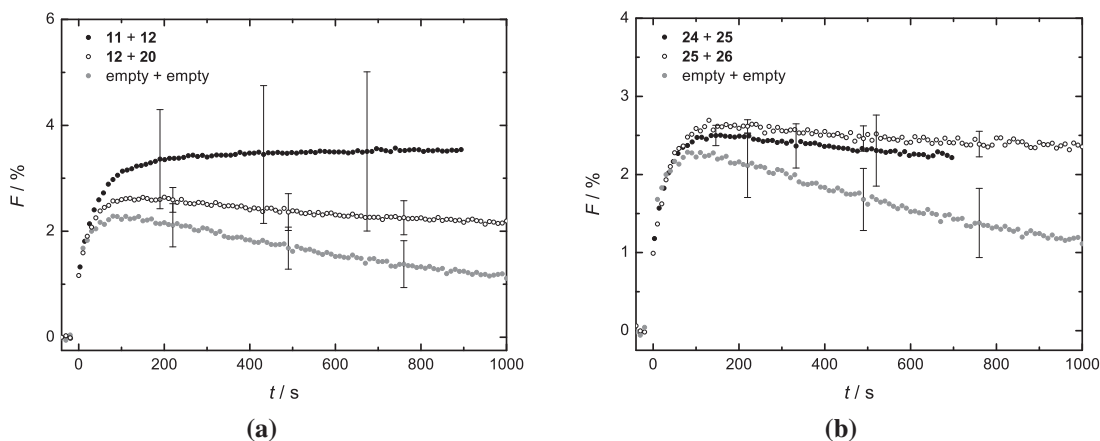 6
4
2
0
F / %
11 + 12
12 + 20
empty + empty
0 200 400 600 800 1000
t / s
(a)
4
3
2
1
0
F / %
24 + 25
25 + 26
empty + empty
0 200 400 600 800 1000
t / s
(b)